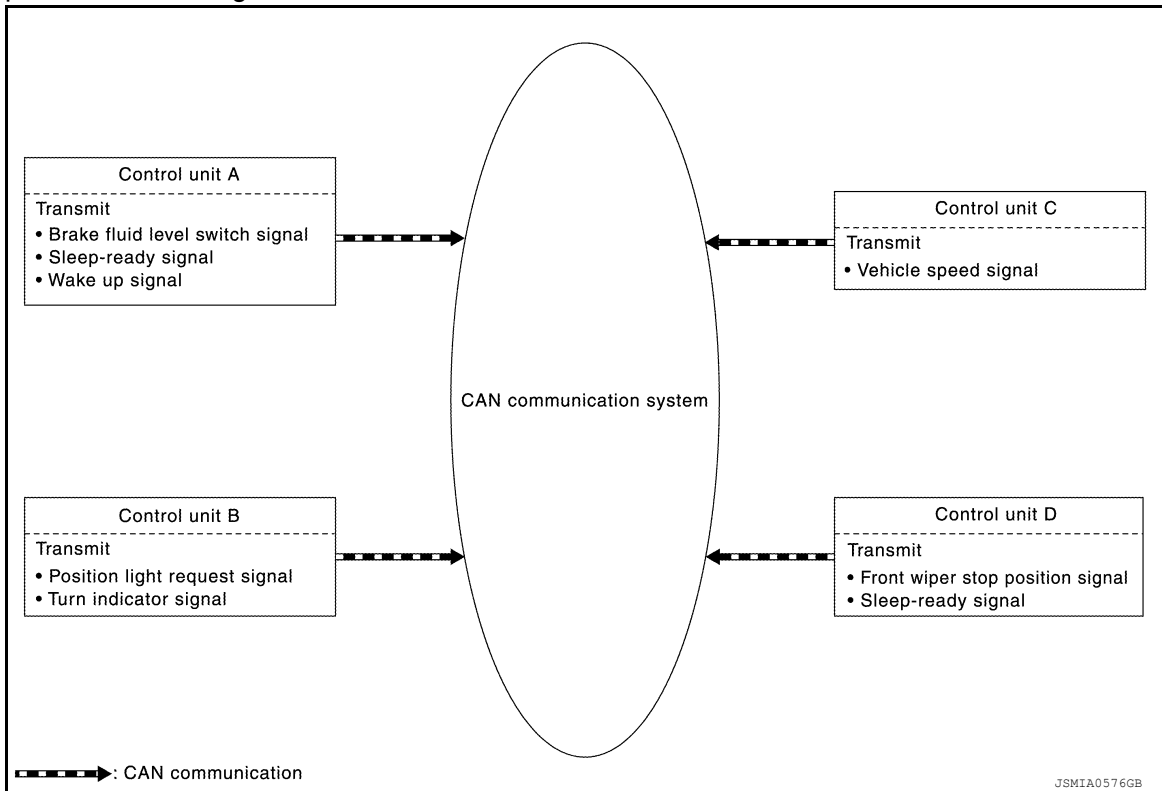 Control unit A
Transmit
• Brake fluid level switch signal
• Sleep-ready signal
• Wake up signal
Control unit C
Transmit
• Vehicle speed signal
CAN communication system
Control unit B
Transmit
• Position light request signal
• Turn indicator signal
Control unit D
Transmit
• Front wiper stop position signal
• Sleep-ready signal
: CAN communication
JSMIA0576GB